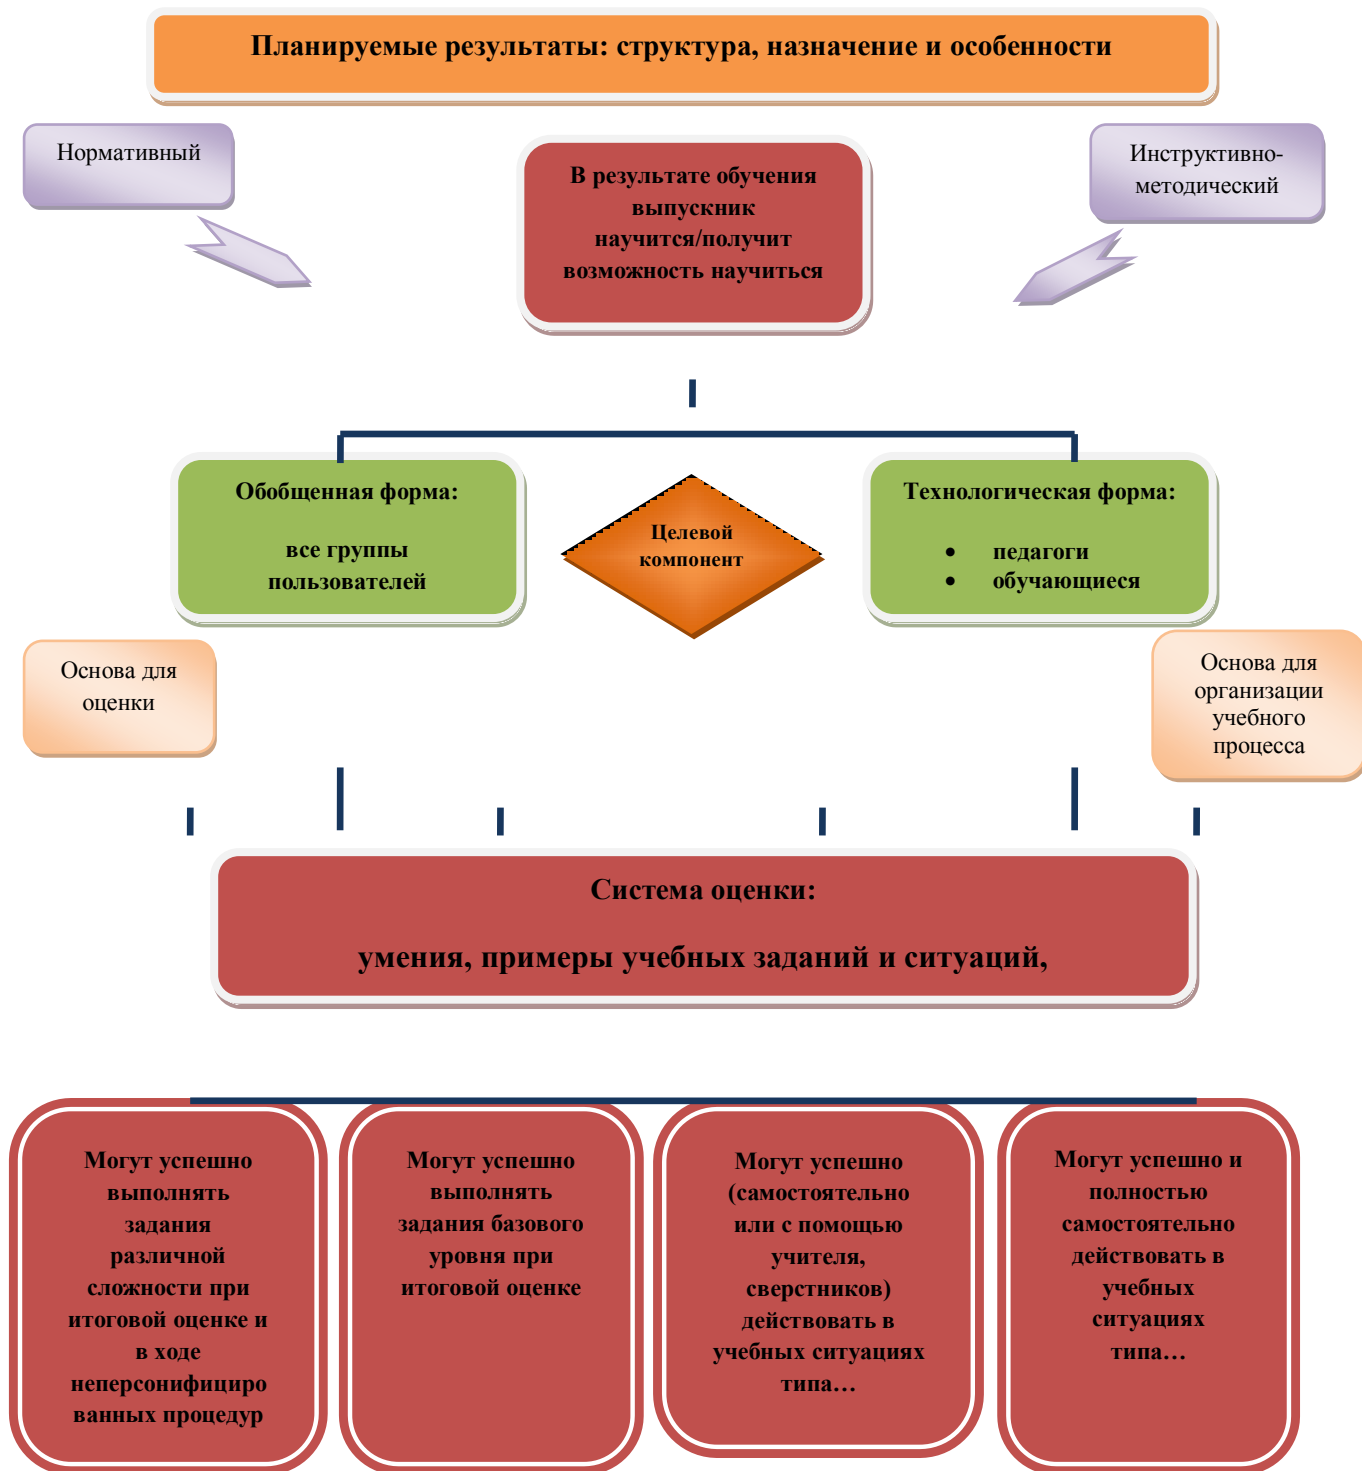 Планируемые результаты: структура, назначение и особенности
Нормативный
В результате обучения
выпускник
научится/получит
возможность научиться
Инструктивно-
методический
Обобщенная форма:
все группы
пользователей
Целевой
компонент
Технологическая форма:
• педагоги
• обучающиеся
Основа для
оценки
Основа для
организации
учебного
процесса
Система оценки:
умения, примеры учебных заданий и ситуаций,
Могут успешно
выполнять
задания
различной
сложности при
итоговой оценке и
в ходе
неперсонифициро
ванных процедур
Могут успешно
выполнять
задания базового
уровня при
итоговой оценке
Могут успешно
(самостоятельно
или с помощью
учителя,
сверстников)
действовать в
учебных ситуациях
типа…
Могут успешно и
полностью
самостоятельно
действовать в
учебных
ситуациях
типа…